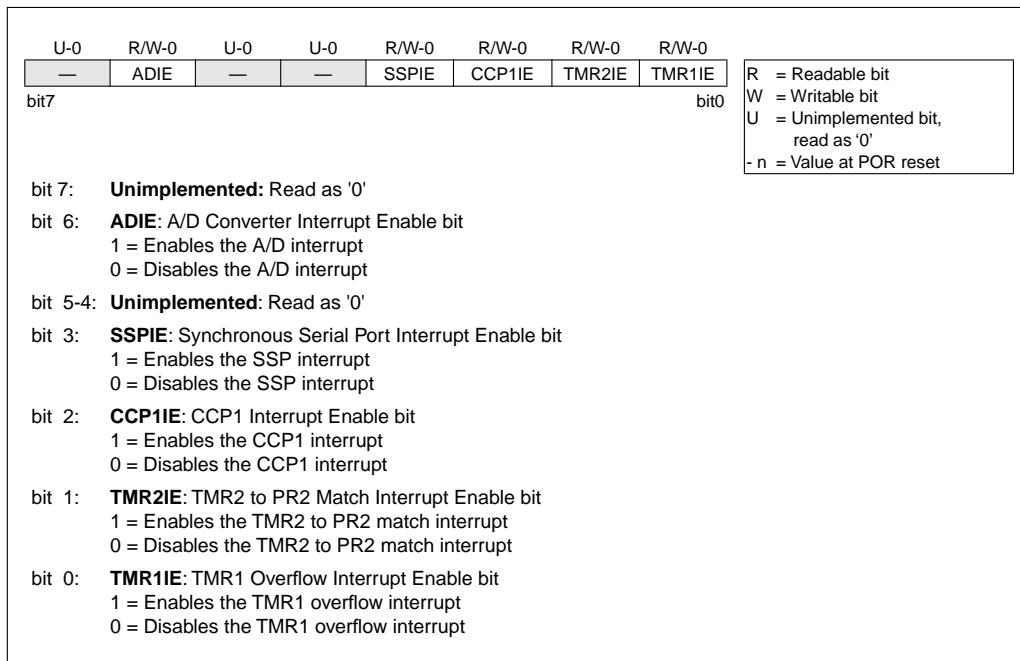 U-0 R/W-0 U-0 U-0 R/W-0 R/W-0 R/W-0 R/W-0
— ADIE — — SSPIE CCP1IE TMR2IE TMR1IE
bit7 bit0
R = Readable bit
W = Writable bit
U = Unimplemented bit,
read as ‘0’
- n = Value at POR reset
bit 7: Unimplemented: Read as '0'
bit 6: ADIE: A/D Converter Interrupt Enable bit
1 = Enables the A/D interrupt
0 = Disables the A/D interrupt
bit 5-4: Unimplemented: Read as '0'
bit 3: SSPIE: Synchronous Serial Port Interrupt Enable bit
1 = Enables the SSP interrupt
0 = Disables the SSP interrupt
bit 2: CCP1IE: CCP1 Interrupt Enable bit
1 = Enables the CCP1 interrupt
0 = Disables the CCP1 interrupt
bit 1: TMR2IE: TMR2 to PR2 Match Interrupt Enable bit
1 = Enables the TMR2 to PR2 match interrupt
0 = Disables the TMR2 to PR2 match interrupt
bit 0: TMR1IE: TMR1 Overflow Interrupt Enable bit
1 = Enables the TMR1 overflow interrupt
0 = Disables the TMR1 overflow interrupt